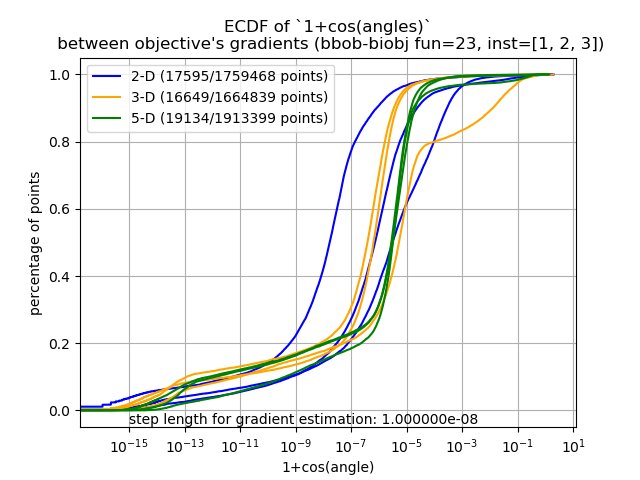 ECDF of `1+cos(angles)`
between objective's gradients (bbob-biobj fun=23, inst=[1, 2, 3])
2-D (17595/1759468 points)
3-D (16649/1664839 points)
5-D (19134/1913399 points)
1.0
0.8
0.6
0.4
0.2
0.0
percentage of points
step length for gradient estimation: 1.000000e-08
10⁻¹⁵ 10⁻¹³ 10⁻¹¹ 10⁻⁹ 10⁻⁷ 10⁻⁵ 10⁻³ 10⁻¹ 10¹
1+cos(angle)